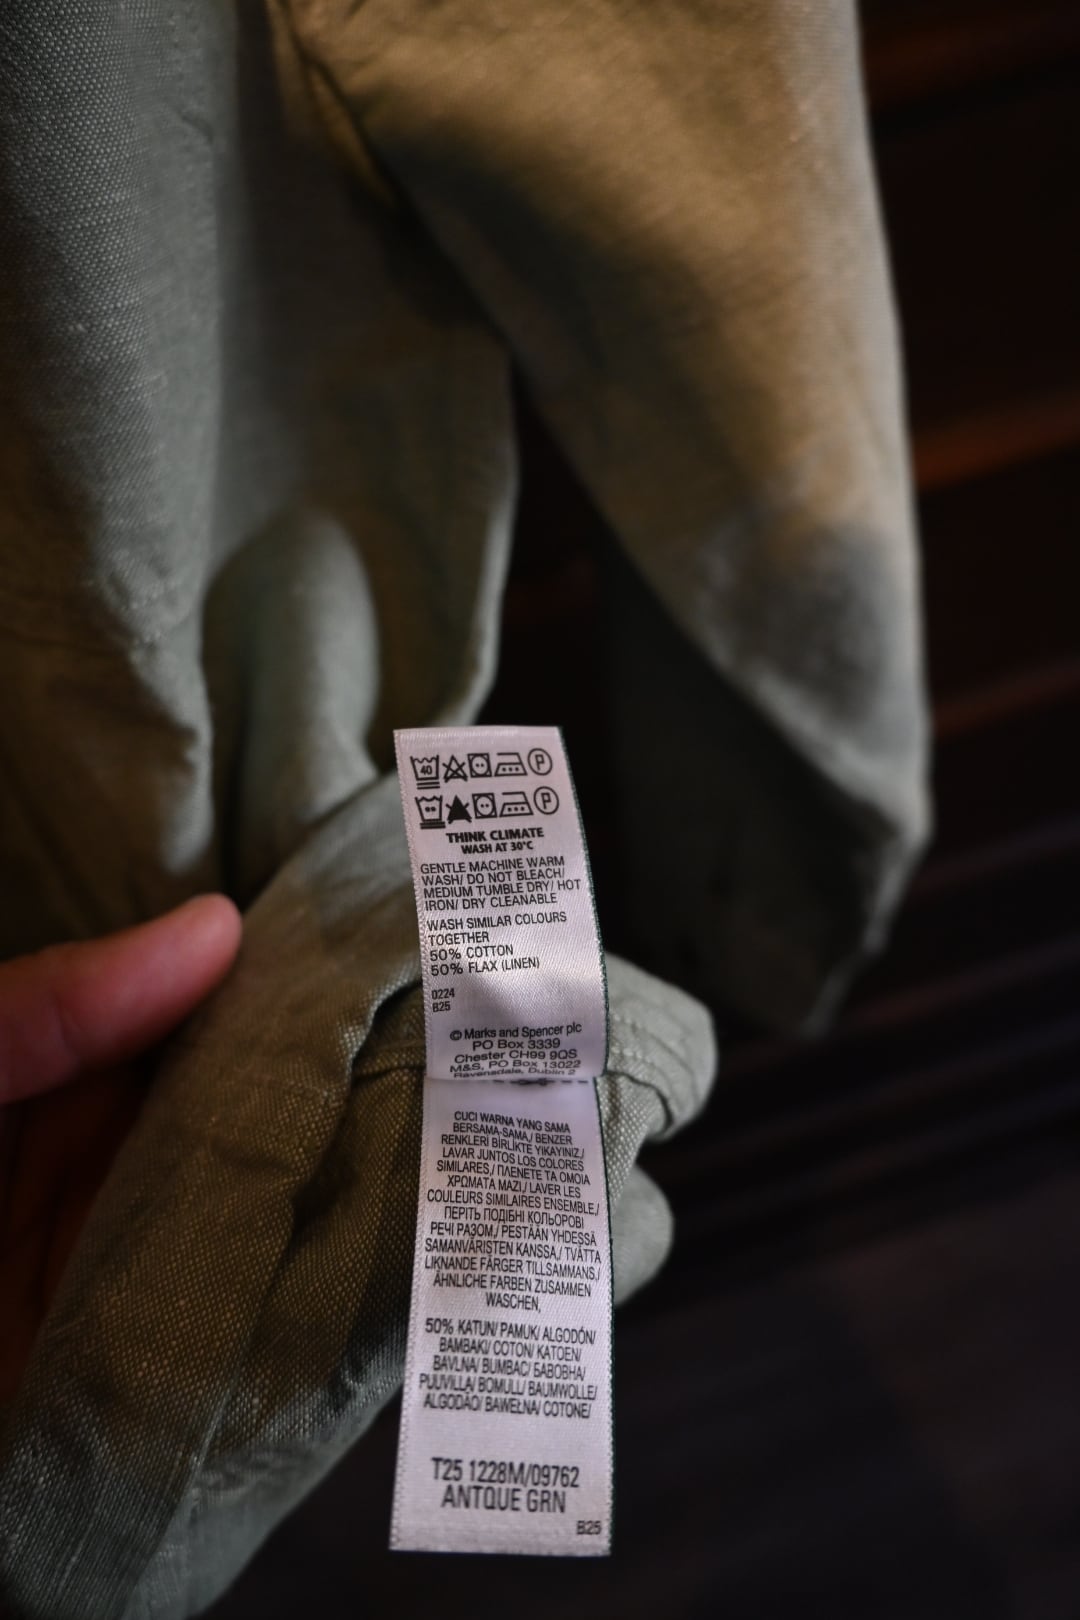 40 P
P
THINK CLIMATE
WASH AT 30°C
GENTLE MACHINE WARM
WASH/ DO NOT BLEACH/
MEDIUM TUMBLE DRY/ HOT
IRON/ DRY CLEANABLE
WASH SIMILAR COLOURS
TOGETHER
50% COTTON
50% FLAX (LINEN)
0224
B25
© Marks and Spencer plc
PO Box 3339
Chester CH99 9QS
M&S, PO Box 13022
Ravensdale, Dublin 2
CUCI WARNA YANG SAMA
BERSAMA-SAMA,/ BENZER
RENKLERİ BİRLİKTE YIKAYINIZ,/
LAVAR JUNTOS LOS COLORES
SIMILARES,/ ΠΛΕΝΕΤΕ ΤΑ ΟΜΟΙΑ
ΧΡΩΜΑΤΑ ΜΑΖΙ,/ LAVER LES
COULEURS SIMILAIRES ENSEMBLE,/
ПЕРІТЬ ПОДІБНІ КОЛЬОРОВІ
РЕЧІ РАЗОМ,/ PESTÄÄN YHDESSÄ
SAMANVÄRISTEN KANSSA,/ TVÄTTA
LIKNANDE FÄRGER TILLSAMMANS,/
ÄHNLICHE FARBEN ZUSAMMEN
WASCHEN,
50% KATUN/ PAMUK/ ALGODÓN/
BAMBAKI/ COTON/ KATOEN/
BAVLNA/ BUMBAC/ БАВОВНА/
PUUVILLA/ BOMULL/ BAUMWOLLE/
ALGODÃO/ BAWEŁNA/ COTONE/
T25 1228M/09762
ANTQUE GRN
B25